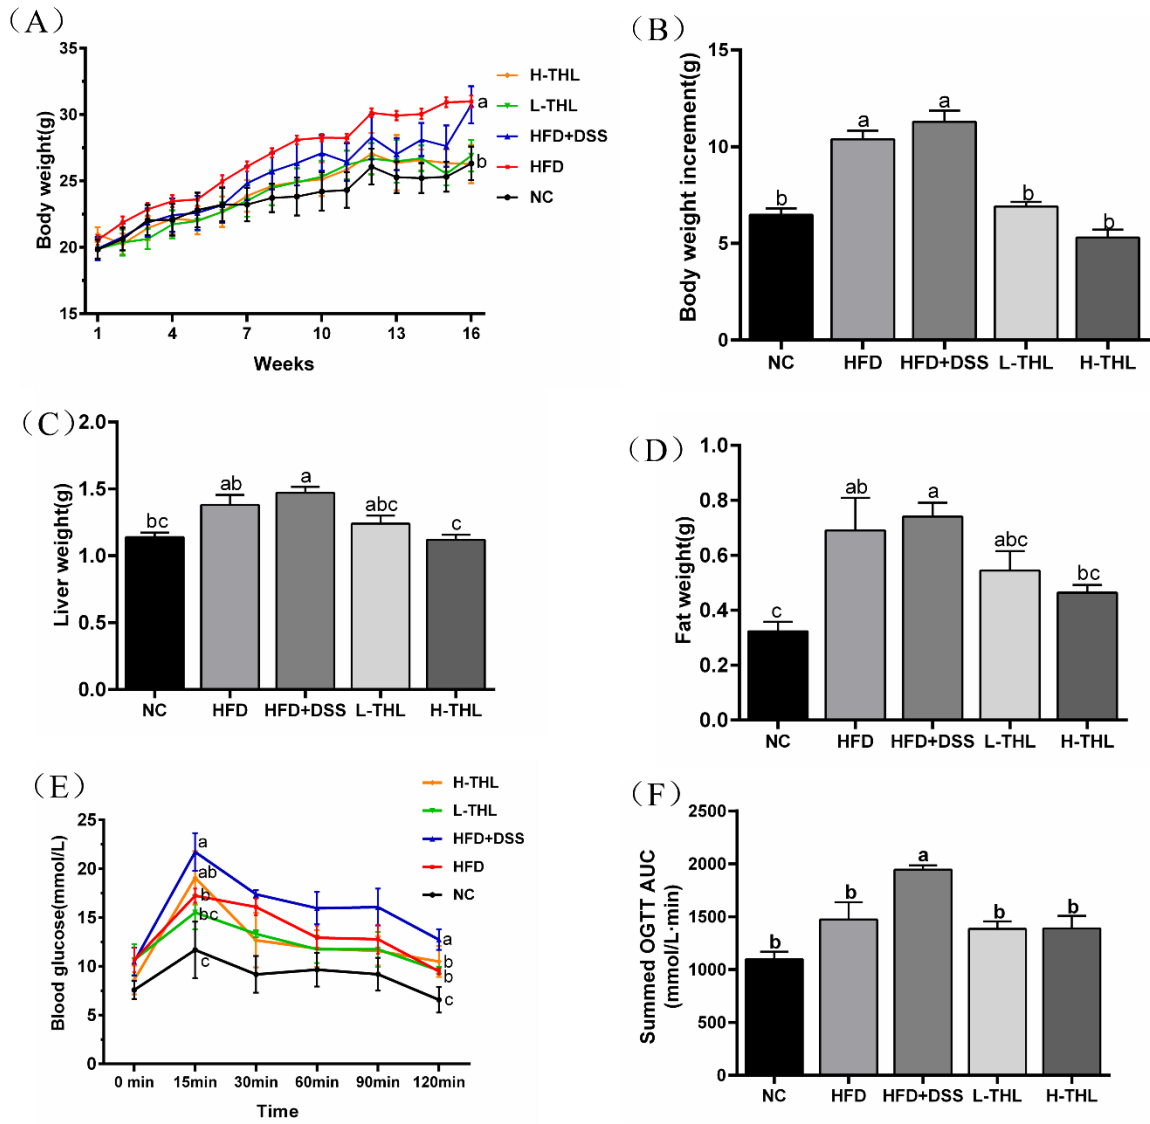 (A)
Body weight(g)
35
30
25
20
15
1
4
7
10
13
16
Weeks
H-THL
L-THL
HFD+DSS
HFD
NC
a
b
(B)
Body weight increment(g)
15
10
5
0
b
a
a
b
b
NC
HFD
HFD+DSS
L-THL
H-THL
(C)
Liver weight(g)
2.0
1.5
1.0
0.5
0.0
bc
ab
a
abc
c
NC
HFD
HFD+DSS
L-THL
H-THL
(D)
Fat weight(g)
1.0
0.8
0.6
0.4
0.2
0.0
c
ab
a
abc
bc
NC
HFD
HFD+DSS
L-THL
H-THL
(E)
Blood glucose(mmol/L)
25
20
15
10
5
0
0 min
15min
30min
60min
90min
120min
Time
H-THL
L-THL
HFD+DSS
HFD
NC
a
ab
b
bc
c
a
b
b
c
(F)
Summed OGTT AUC
(mmol/L·min)
2500
2000
1500
1000
500
0
b
b
a
b
b
NC
HFD
HFD+DSS
L-THL
H-THL